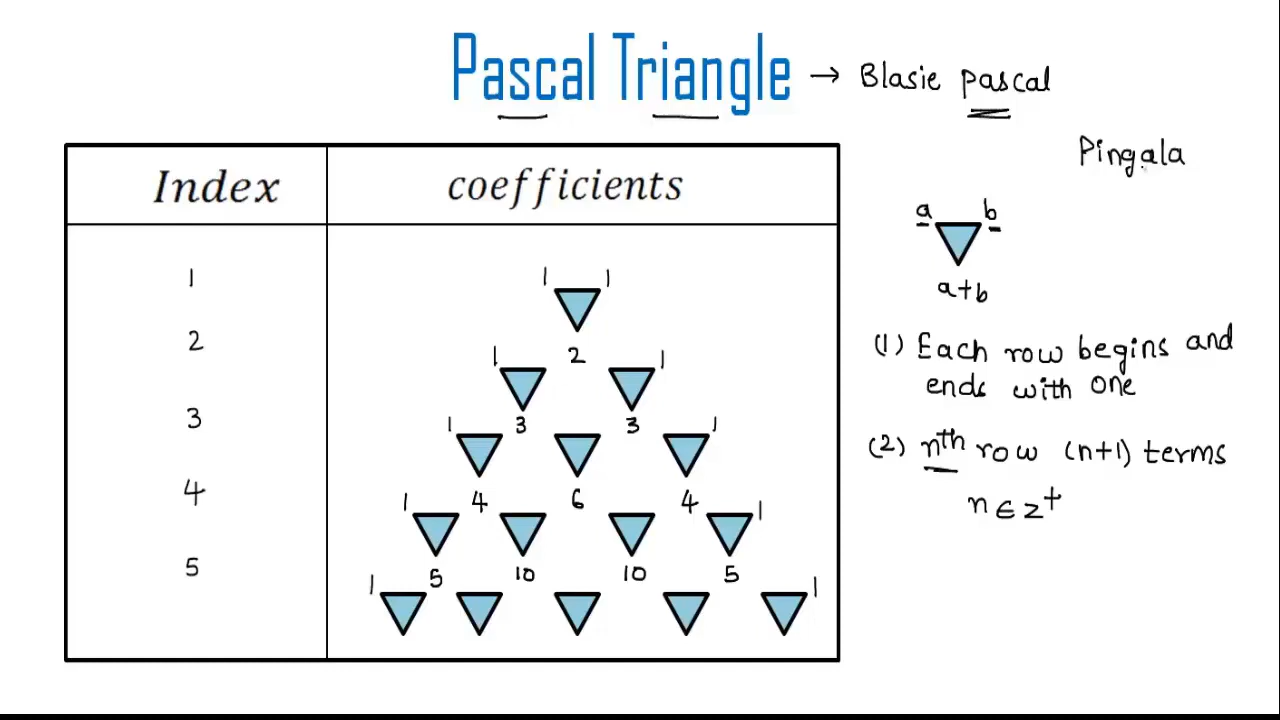 Pascal Triangle → Blasie pascal
Pingala
Index coefficients
a b
a+b
1 1 1
2 1 2 1
3 1 3 3 1
4 1 4 6 4 1
5 1 5 10 10 5 1
(1) Each row begins and
ends with one
(2) nth row (n+1) terms
n∈z+